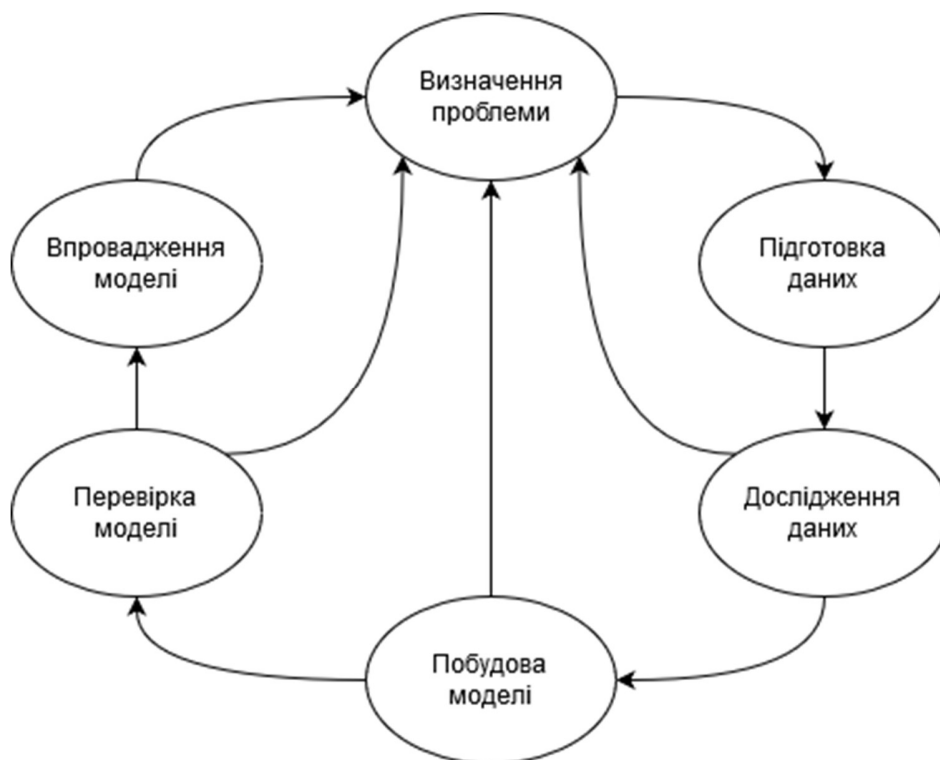 Визначення
проблеми
Впровадження
моделі
Підготовка
даних
Перевірка
моделі
Дослідження
даних
Побудова
моделі